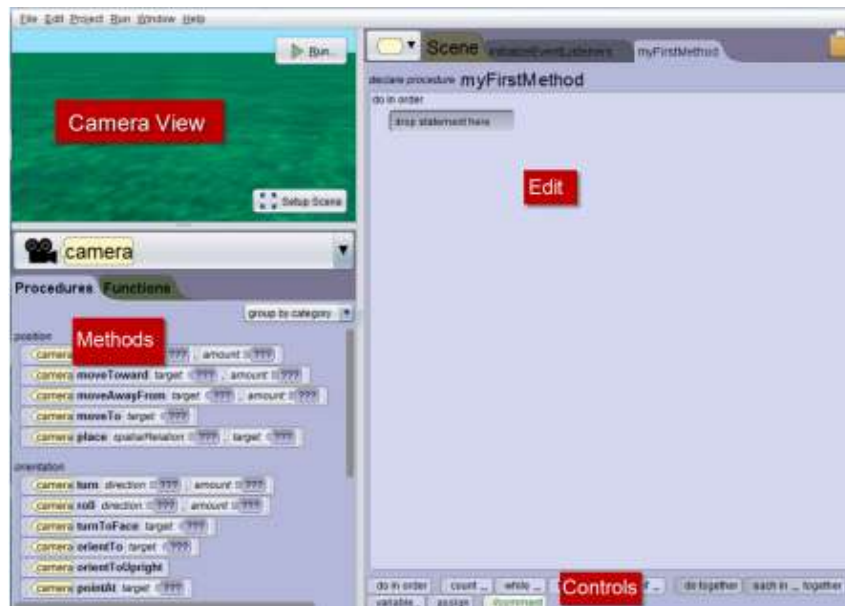 File Edit Project Run Window Help
Run...
Camera View
Setup Scene
camera
Procedures Functions
group by category
Methods
position
camera ??? , amount ???
camera moveToward target ??? , amount ???
camera moveAwayFrom target ??? , amount ???
camera moveTo target ???
camera place spatialRelation ??? , target ???
orientation
camera turn direction ??? , amount ???
camera roll direction ??? , amount ???
camera turnToFace target ???
camera orientTo target ???
camera orientToUpright
camera pointAt target ???
Scene initializeEventListeners myFirstMethod
declare procedure myFirstMethod
do in order
drop statement here
Edit
do in order count _ while _ Controls do together each in _ together
variable... assign //comment